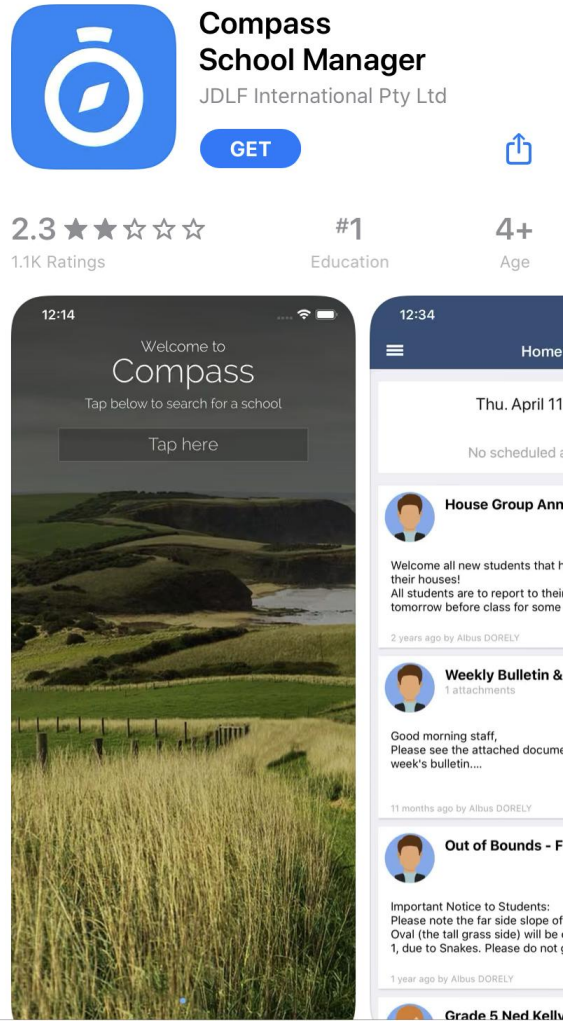 Compass
School Manager
JDLF International Pty Ltd
GET
2.3
1.1K Ratings
#1
Education
4+
Age
12:14
Welcome to
Compass
Tap below to search for a school
Tap here
12:34
Home
Thu. April 11
No scheduled
House Group
Welcome all new students that
their houses!
All students are to report to
tomorrow before class for some
2 years ago by Albus DORELY
Weekly Bulletin &
1 attachments
Good morning staff,
Please see the attached
week's bulletin....
11 months ago by Albus DORELY
Out of Bounds -
Important Notice to Students:
Please note the far side slope of
Oval (the tall grass side) will be
1, due to Snakes. Please do not
1 year ago by Albus DORELY
Grade 5 Ned Kelly